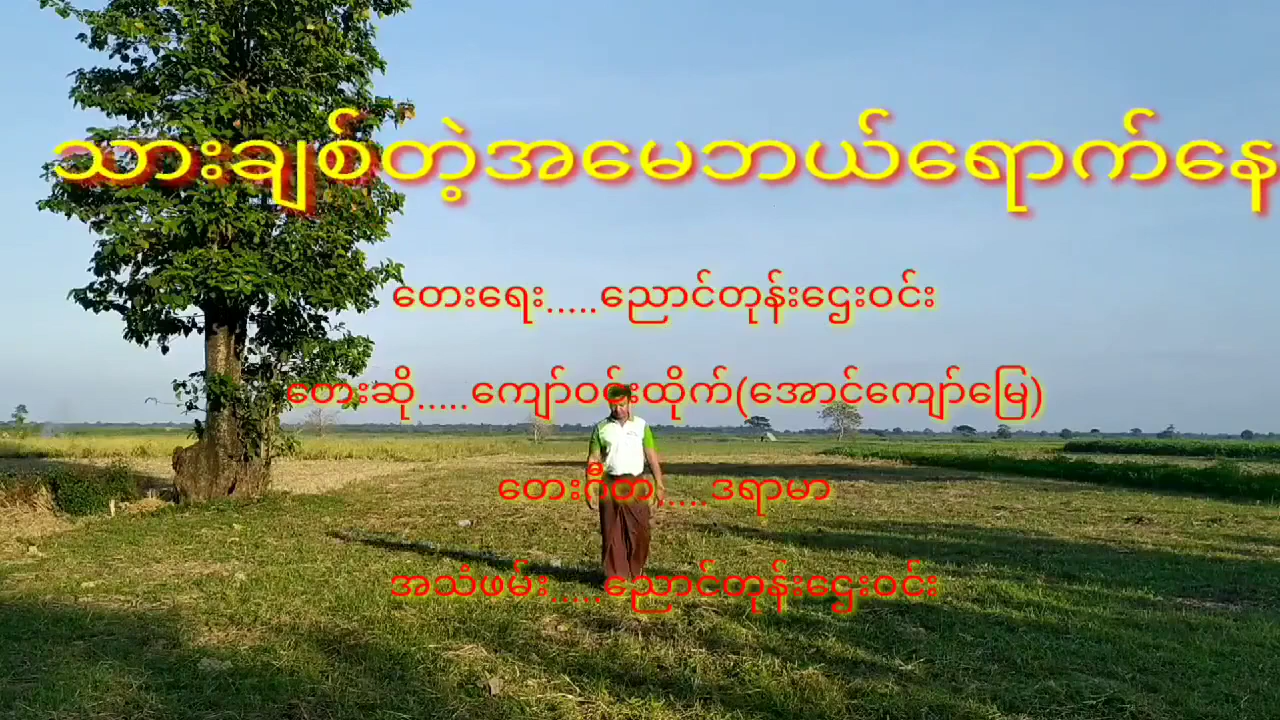 သားချစ်တဲ့အမေဘယ်ရောက်နေ
တေးရေး.....ညောင်တုန်းဌေးဝင်း
တေးဆို.....ကျော်ဝင်းထိုက်(အောင်ကျော်မြေ)
တေးဂီတ.....ဒရာမာ
အသံဖမ်း.....ညောင်တုန်းဌေးဝင်း